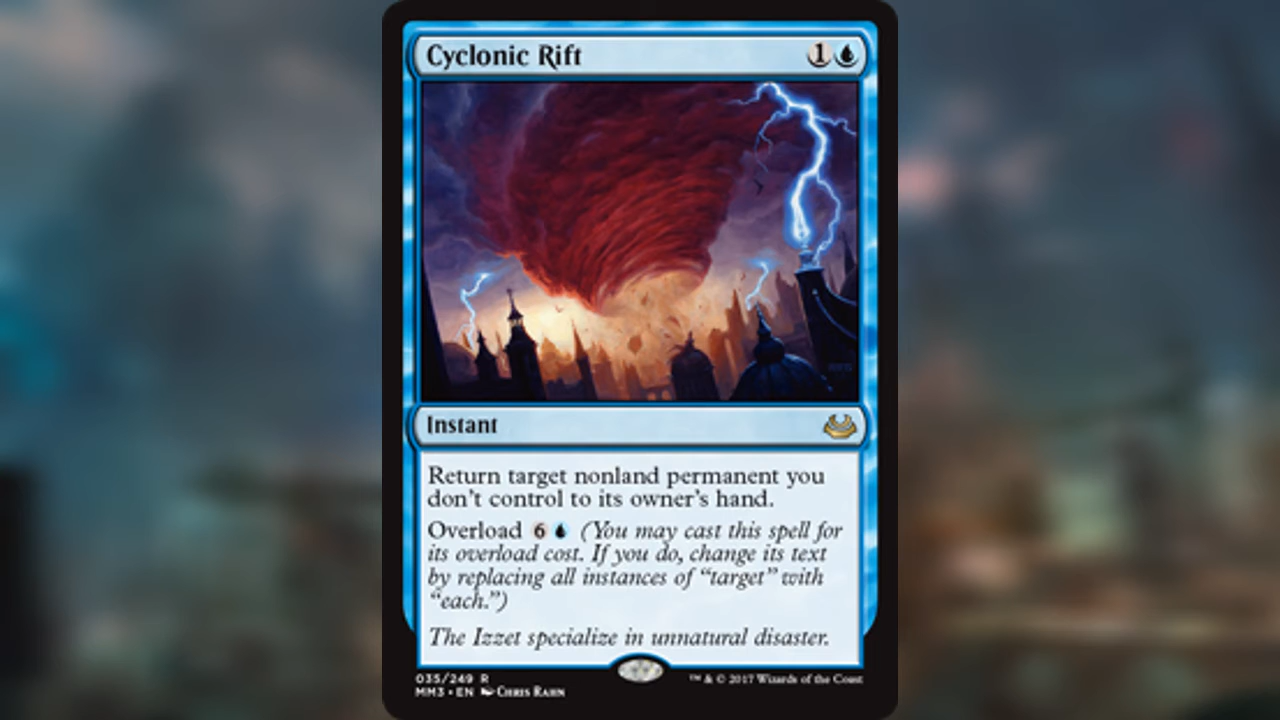 Cyclonic Rift 1
Instant
Return target nonland permanent you
don't control to its owner's hand.
Overload 6 (You may cast this spell for
its overload cost. If you do, change its text
by replacing all instances of “target” with
“each.”)
The Izzet specialize in unnatural disaster.
035/249 R
MM3 • EN Chris Rahn
™ & © 2017 Wizards of the Coast